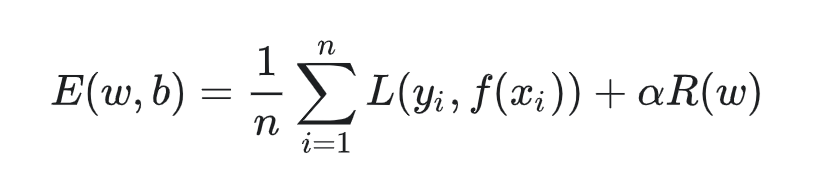 E(w, b) = \frac{1}{n} \sum_{i=1}^{n} L(y_i, f(x_i)) + \alpha R(w)